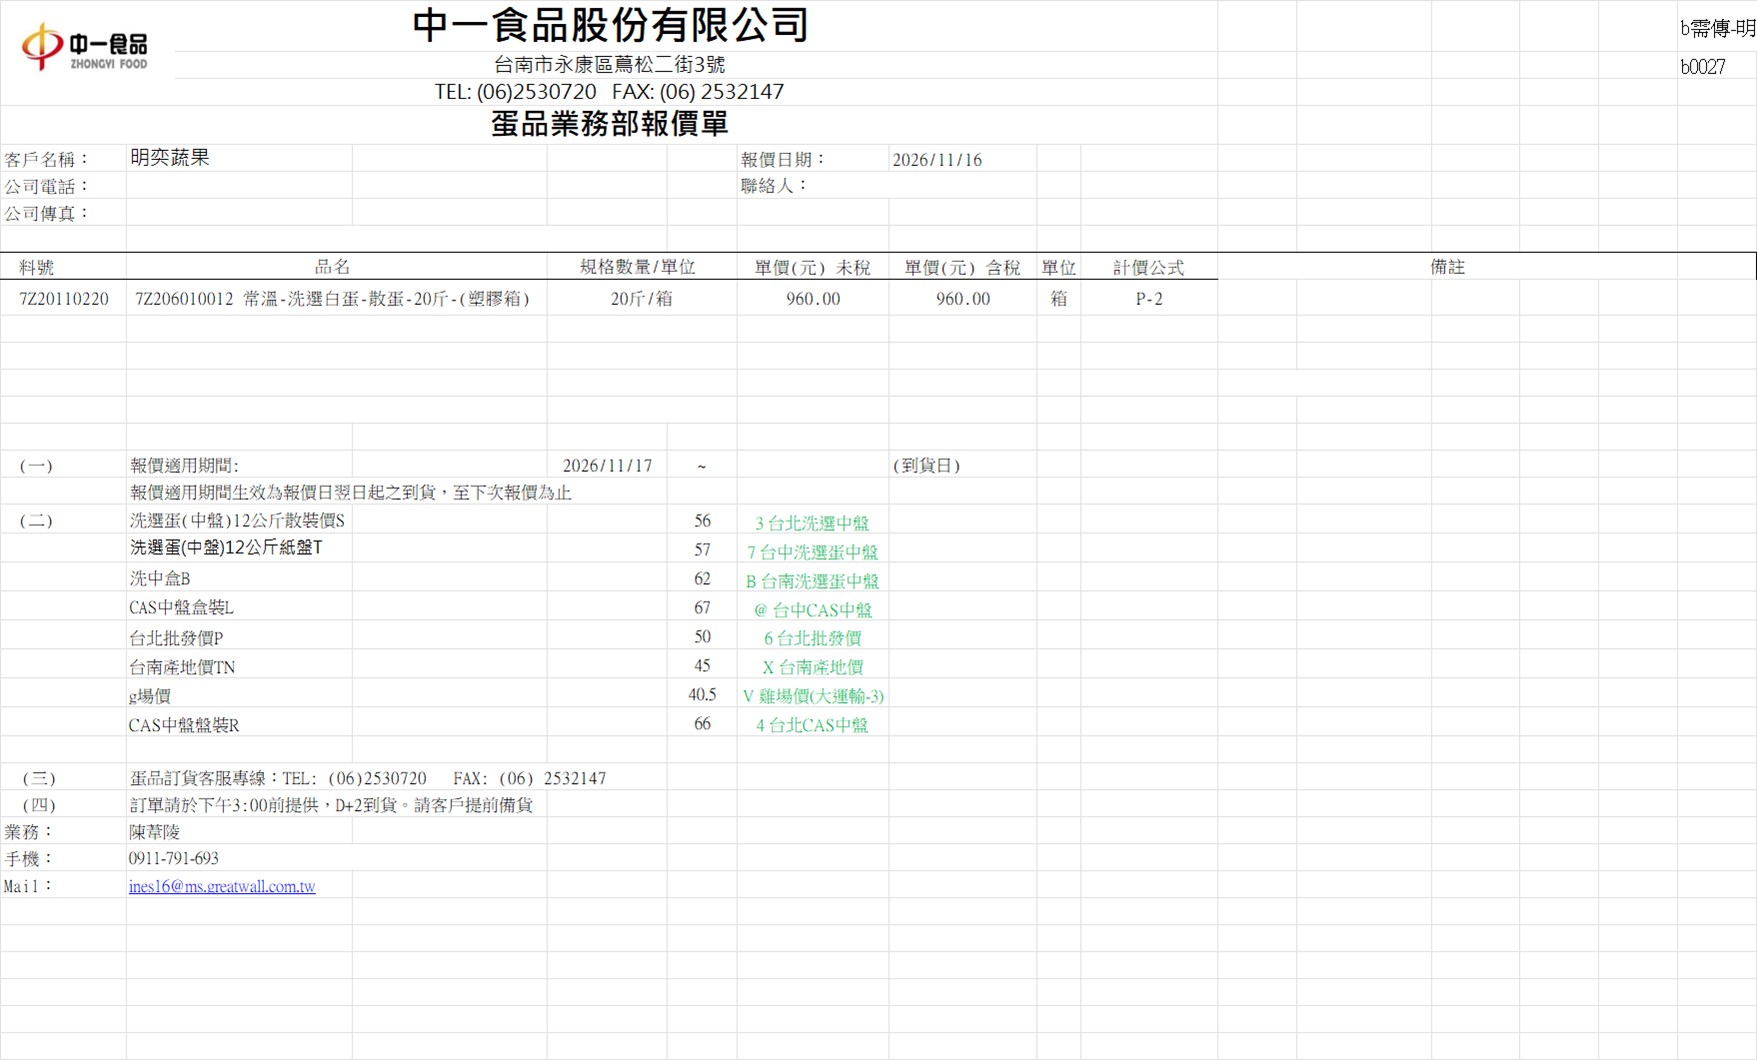 中一食品股份有限公司
b需傳-明
中一食品
ZHONGYI FOOD
台南市永康區蔦松二街3號
b0027
TEL: (06)2530720 FAX: (06) 2532147
蛋品業務部報價單
客戶名稱： 明奕蔬果 報價日期： 2026/11/16
公司電話： 聯絡人：
公司傳真：
料號 品名 規格數量/單位 單價(元) 未稅 單價(元) 含稅 單位 計價公式 備註
7Z20110220 7Z206010012 常溫-洗選白蛋-散蛋-20斤-(塑膠箱) 20斤/箱 960.00 960.00 箱 P-2
(一) 報價適用期間: 2026/11/17 ~ (到貨日)
報價適用期間生效為報價日翌日起之到貨，至下次報價為止
(二) 洗選蛋(中盤)12公斤散裝價S 56 3 台北洗選中盤
洗選蛋(中盤)12公斤紙盤T 57 7 台中洗選蛋中盤
洗中盒B 62 B 台南洗選蛋中盤
CAS中盤盒裝L 67 @ 台中CAS中盤
台北批發價P 50 6 台北批發價
台南產地價TN 45 X 台南產地價
g場價 40.5 V 雞場價(大運輸-3)
CAS中盤盤裝R 66 4 台北CAS中盤
(三) 蛋品訂貨客服專線：TEL: (06)2530720 FAX: (06) 2532147
(四) 訂單請於下午3:00前提供，D+2到貨。請客戶提前備貨
業務： 陳葦陵
手機： 0911-791-693
Mail： ines16@ms.greatwall.com.tw